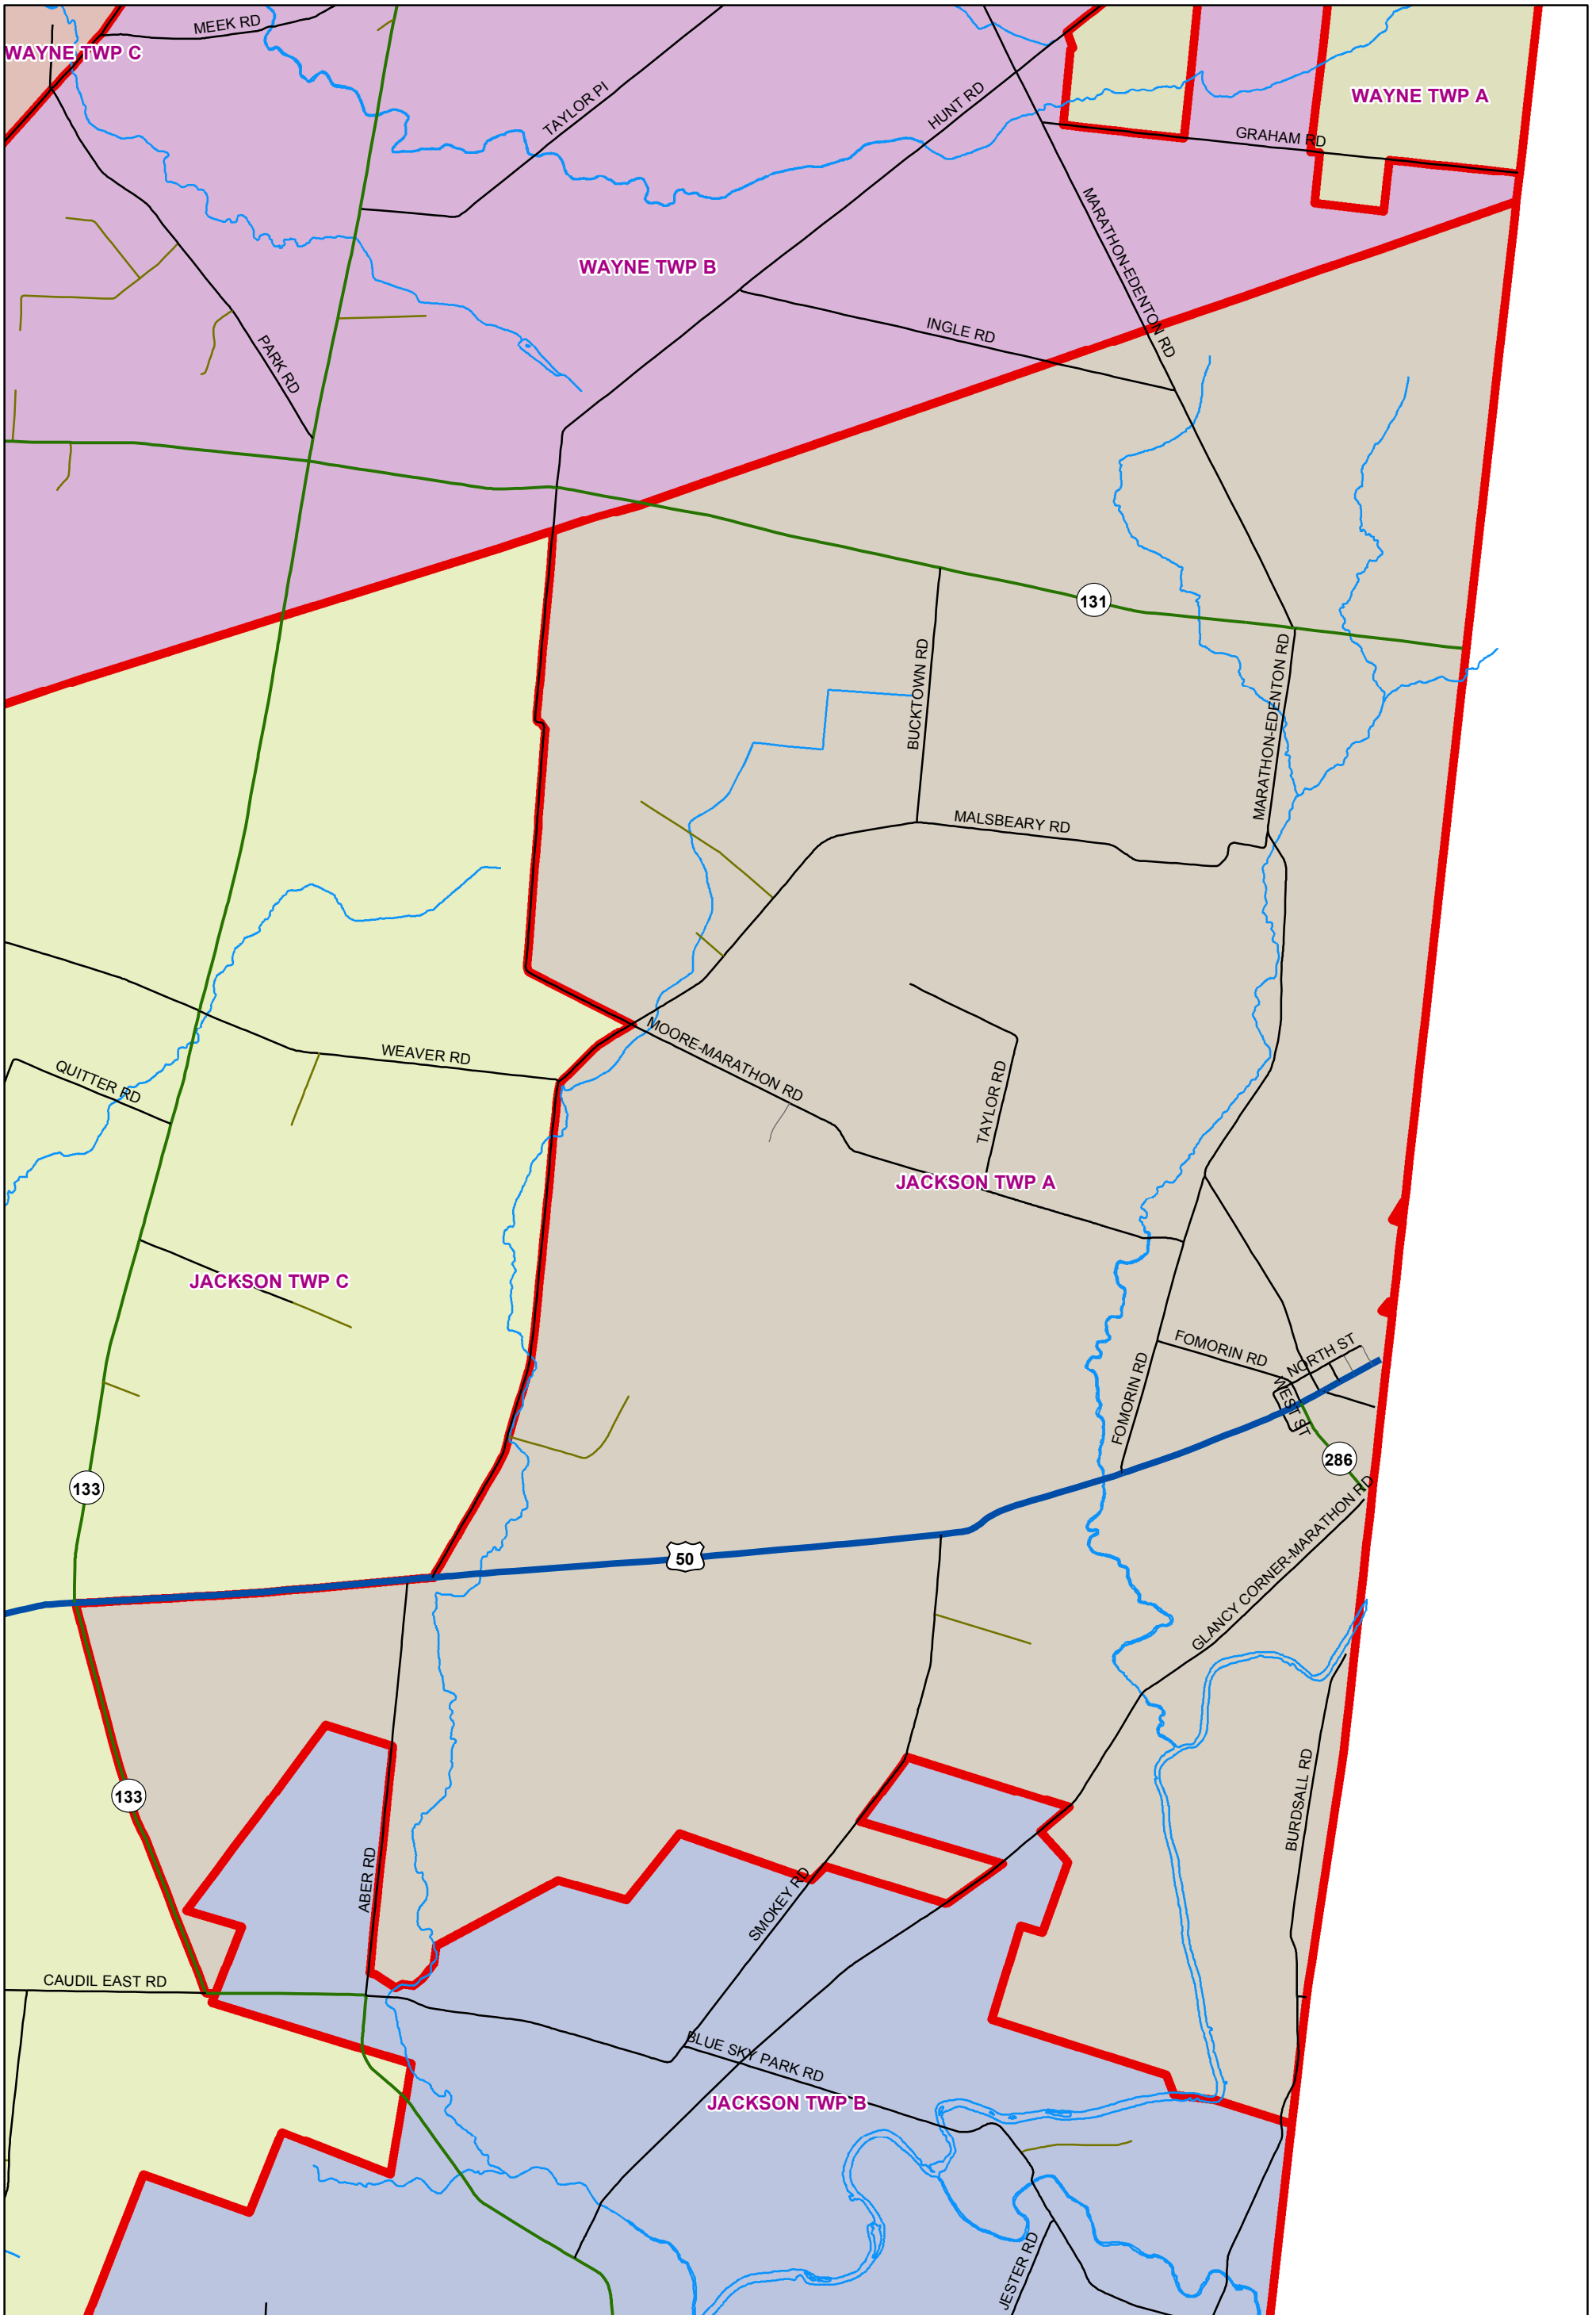 MEEK RD
WAYNE TWP C
TAYLOR PI
HUNT RD
WAYNE TWP A
GRAHAM RD
MARATHON-EDENTON RD
WAYNE TWP B
INGLE RD
PARK RD
131
BUCKTOWN RD
MARATHON-EDENTON RD
MALSBEARY RD
MOORE-MARATHON RD
WEAVER RD
QUITTER RD
TAYLOR RD
JACKSON TWP A
JACKSON TWP C
FOMORIN RD
NORTH ST
FOMORIN RD
WEST ST
286
133
50
GLANCY CORNER-MARATHON RD
133
BURDSALL RD
ABER RD
SMOKEY RD
CAUDIL EAST RD
BLUE SKY PARK RD
JACKSON TWP B
JESTER RD